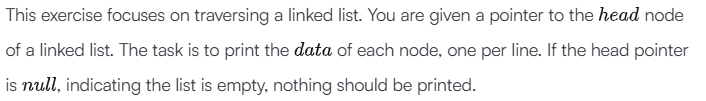 This exercise focuses on traversing a linked list. You are given a pointer to the head node
of a linked list. The task is to print the data of each node, one per line. If the head pointer
is null, indicating the list is empty, nothing should be printed.